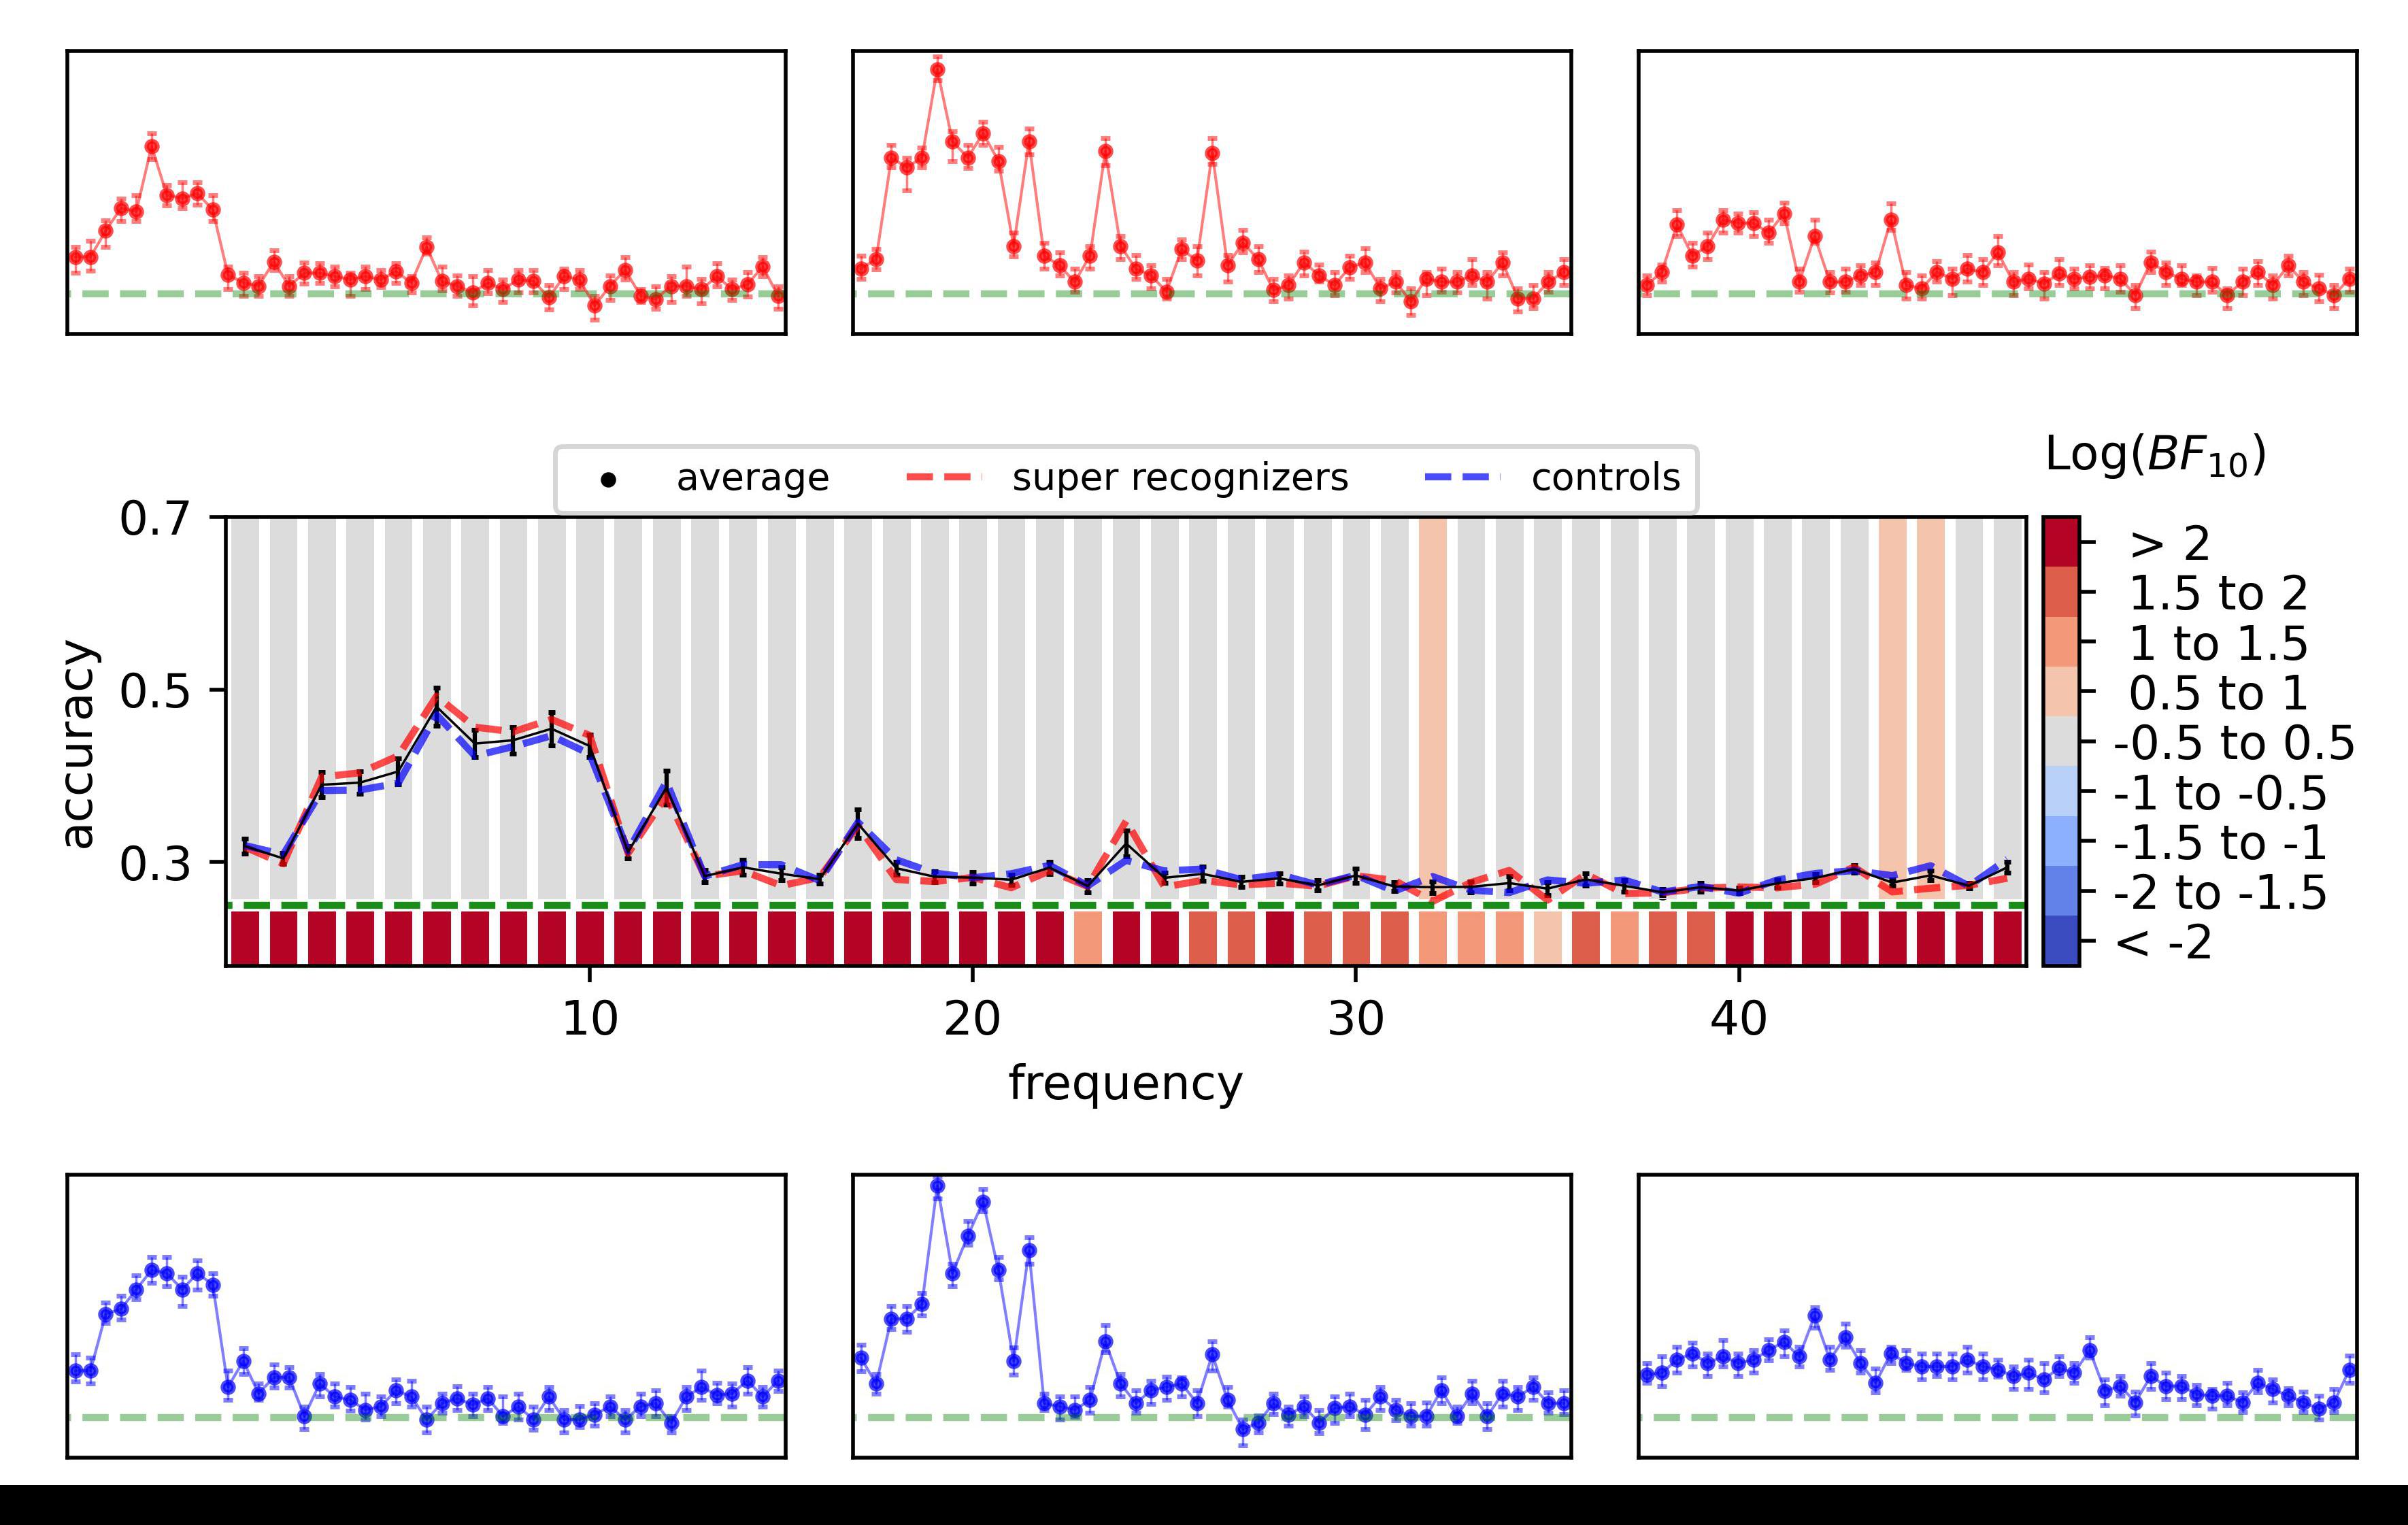 Log(BF10)
average
super recognizers
controls
0.7
0.5
0.3
accuracy
10
20
30
40
frequency
> 2
1.5 to 2
1 to 1.5
0.5 to 1
-0.5 to 0.5
-1 to -0.5
-1.5 to -1
-2 to -1.5
< -2